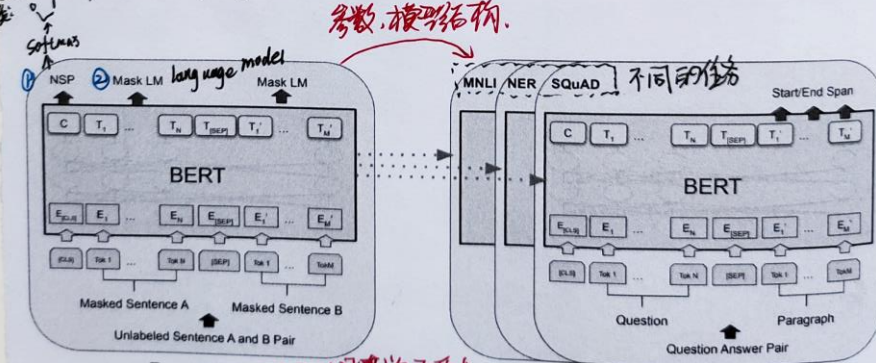 参数、模型结构.
softmax
① NSP ② Mask LM language model Mask LM
MNLI NER SQuAD 不同的任务
Start/End Span
C T1 ... TN T[SEP] T1' ... TM'
BERT
E[CLS] E1 ... EN E[SEP] E1' ... EM'
[CLS] Tok 1 ... Tok N [SEP] Tok 1 ... TokM
Masked Sentence A Masked Sentence B
Unlabeled Sentence A and B Pair
C T1 ... TN T[SEP] T1' ... TM'
BERT
E[CLS] E1 ... EN E[SEP] E1' ... EM'
[CLS] Tok 1 ... Tok N [SEP] Tok 1 ... TokM
Question Paragraph
Question Answer Pair